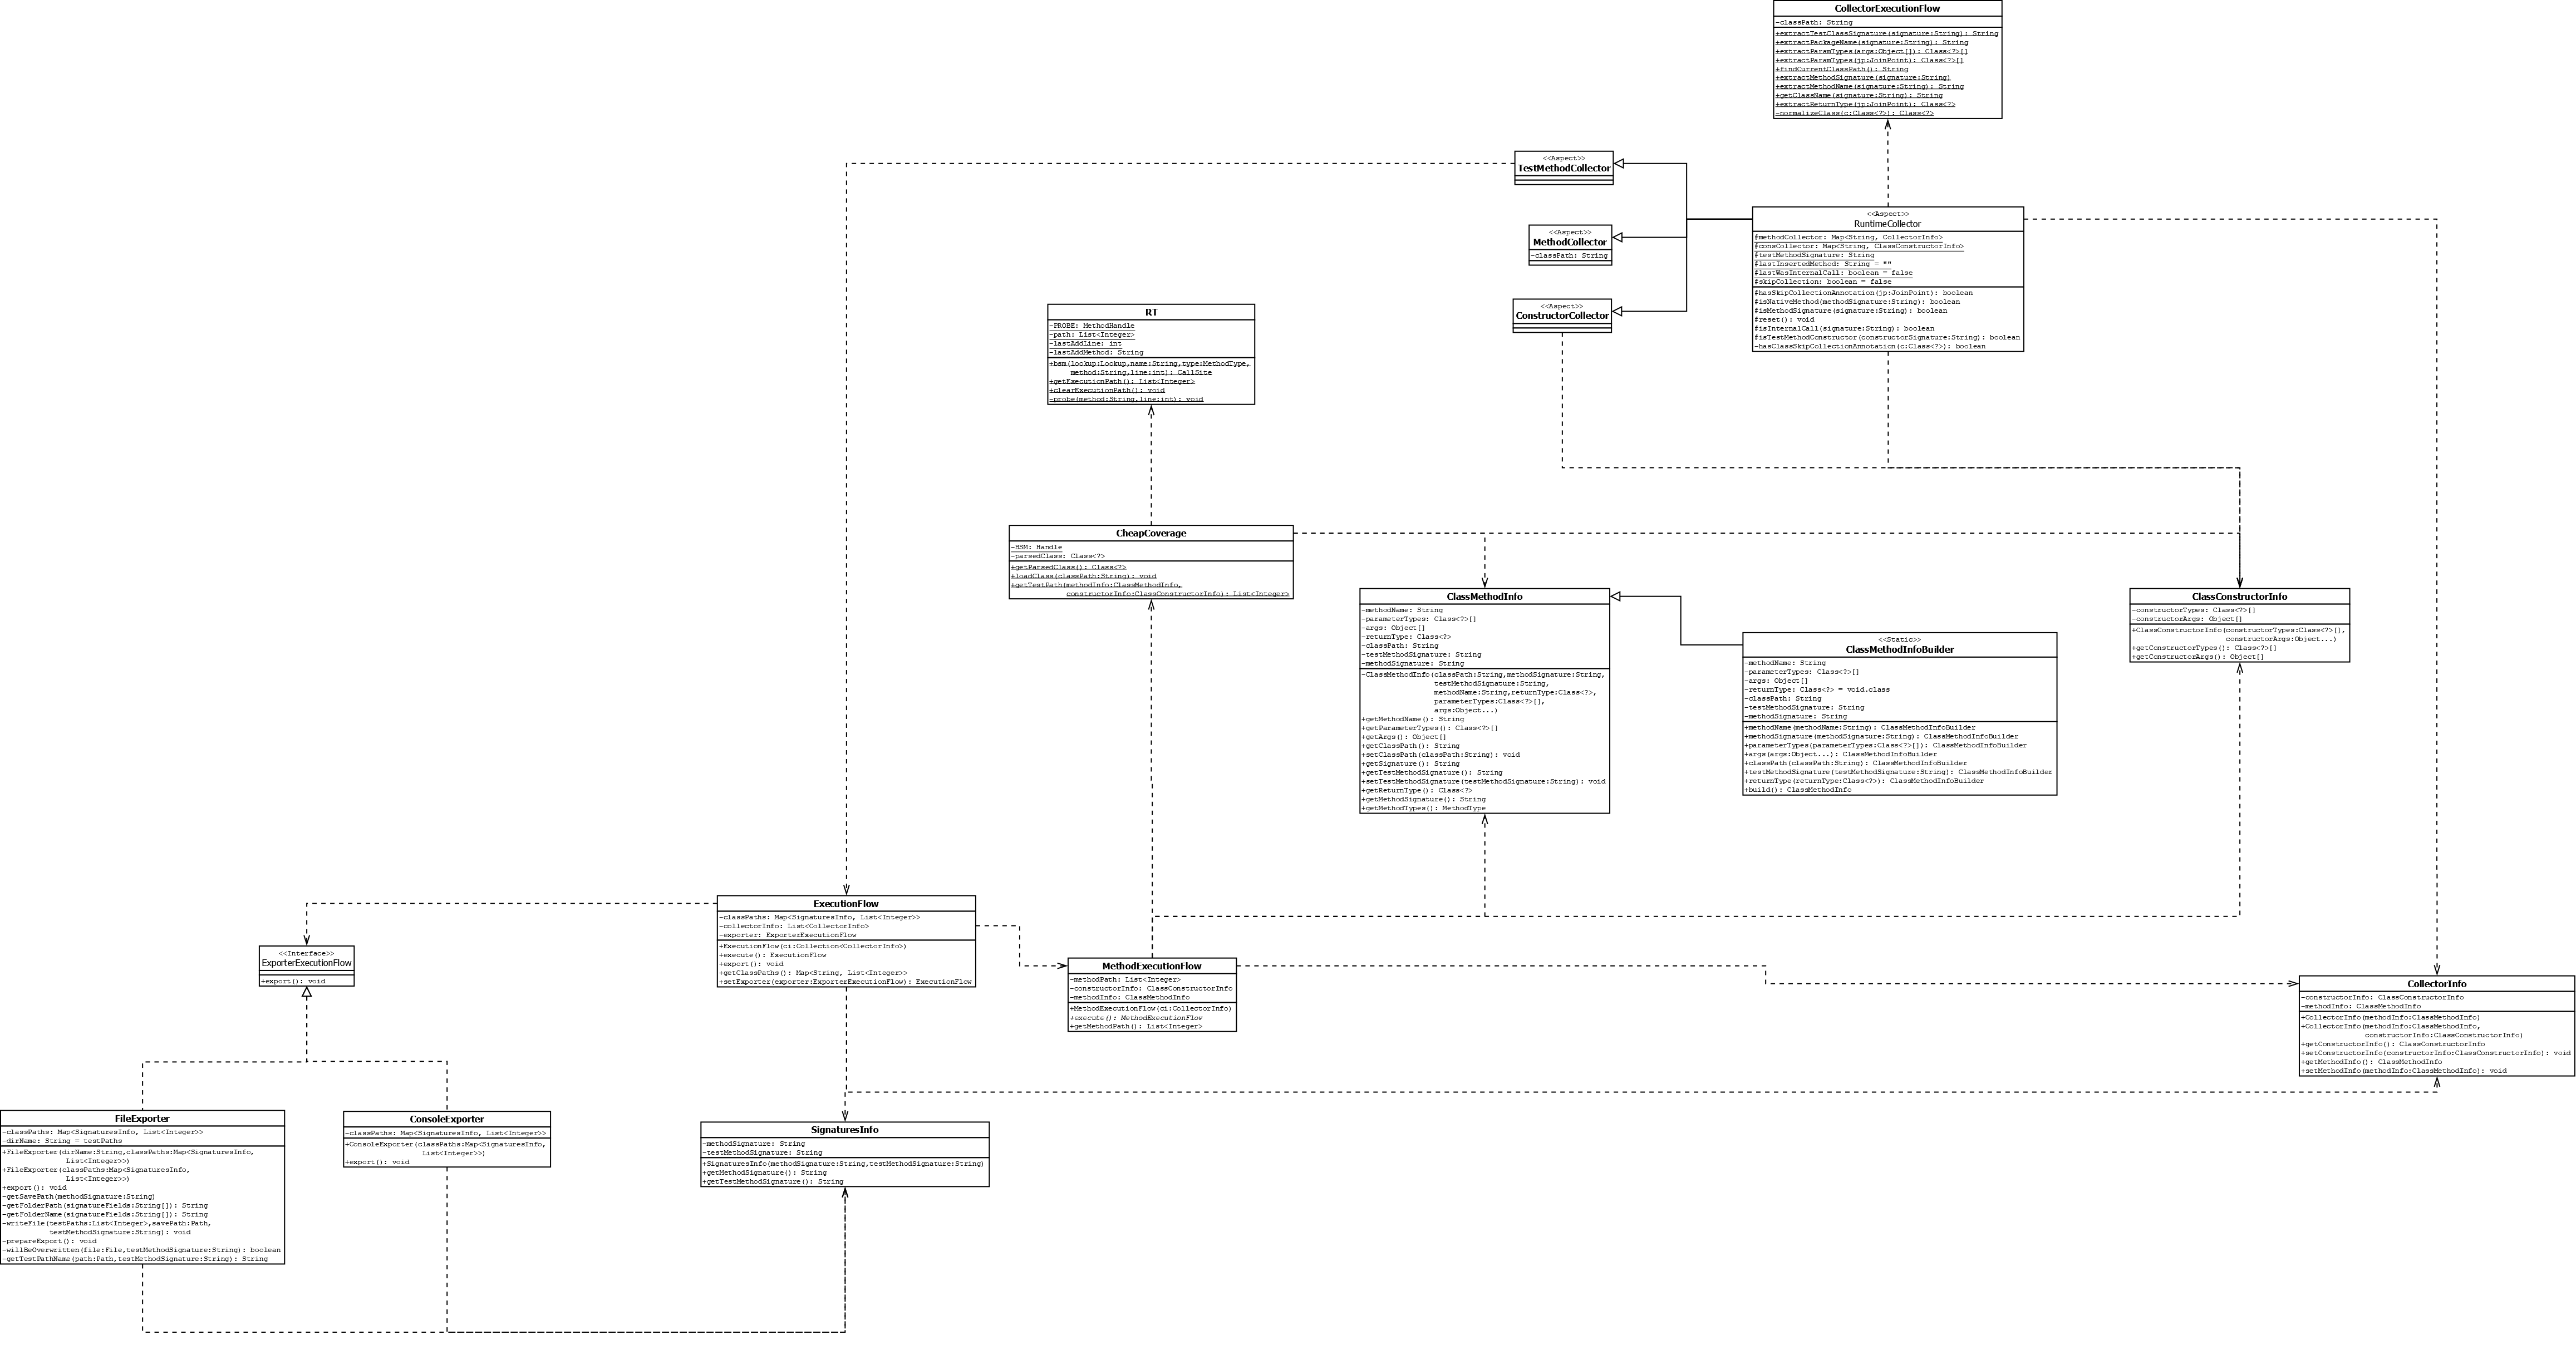 CollectorExecutionFlow
-classPath: String
+extractTestClassSignature(signature:String): String
+extractPackageName(signature:String): String
+extractParamTypes(args:Object[]): Class<?>[]
+extractParamTypes(jp:JoinPoint): Class<?>[]
+findCurrentClassPath(): String
+extractMethodSignature(signature:String)
+extractMethodName(signature:String): String
+getClassName(signature:String): String
+extractReturnType(jp:JoinPoint): Class<?>
-normalizeClass(c:Class<?>): Class<?>
<<Aspect>>
TestMethodCollector
<<Aspect>>
MethodCollector
-classPath: String
<<Aspect>>
ConstructorCollector
<<Aspect>>
RuntimeCollector
#methodCollector: Map<String, CollectorInfo>
#consCollector: Map<String, ClassConstructorInfo>
#testMethodSignature: String
#lastInsertedMethod: String = ""
#lastWasInternalCall: boolean = false
#skipCollection: boolean = false
#hasSkipCollectionAnnotation(jp:JoinPoint): boolean
#isNativeMethod(methodSignature:String): boolean
#isMethodSignature(signature:String): boolean
#reset(): void
#isInternalCall(signature:String): boolean
#isTestMethodConstructor(constructorSignature:String): boolean
-hasClassSkipCollectionAnnotation(c:Class<?>): boolean
RT
-PROBE: MethodHandle
-path: List<Integer>
-lastAddLine: int
-lastAddMethod: String
+bsm(lookup:Lookup,name:String,type:MethodType,
method:String,line:int): CallSite
+getExecutionPath(): List<Integer>
+clearExecutionPath(): void
-probe(method:String,line:int): void
CheapCoverage
-BSM: Handle
-parsedClass: Class<?>
+getParsedClass(): Class<?>
+loadClass(classPath:String): void
+getTestPath(methodInfo:ClassMethodInfo,
constructorInfo:ClassConstructorInfo): List<Integer>
ClassMethodInfo
-methodName: String
-parameterTypes: Class<?>[]
-args: Object[]
-returnType: Class<?>
-classPath: String
-testMethodSignature: String
-methodSignature: String
-ClassMethodInfo(classPath:String,methodSignature:String,
testMethodSignature:String,
methodName:String,returnType:Class<?>,
parameterTypes:Class<?>[],
args:Object...)
+getMethodName(): String
+getParameterTypes(): Class<?>[]
+getArgs(): Object[]
+getClassPath(): String
+setClassPath(classPath:String): void
+getSignature(): String
+getTestMethodSignature(): String
+setTestMethodSignature(testMethodSignature:String): void
+getReturnType(): Class<?>
+getMethodSignature(): String
+getMethodTypes(): MethodType
<<Static>>
ClassMethodInfoBuilder
-methodName: String
-parameterTypes: Class<?>[]
-args: Object[]
-returnType: Class<?> = void.class
-classPath: String
-testMethodSignature: String
-methodSignature: String
+methodName(methodName:String): ClassMethodInfoBuilder
+methodSignature(methodSignature:String): ClassMethodInfoBuilder
+parameterTypes(parameterTypes:Class<?>[]): ClassMethodInfoBuilder
+args(args:Object...): ClassMethodInfoBuilder
+classPath(classPath:String): ClassMethodInfoBuilder
+testMethodSignature(testMethodSignature:String): ClassMethodInfoBuilder
+returnType(returnType:Class<?>): ClassMethodInfoBuilder
+build(): ClassMethodInfo
ClassConstructorInfo
-constructorTypes: Class<?>[]
-constructorArgs: Object[]
+ClassConstructorInfo(constructorTypes:Class<?>[],
constructorArgs:Object...)
+getConstructorTypes(): Class<?>[]
+getConstructorArgs(): Object[]
ExecutionFlow
-classPaths: Map<SignaturesInfo, List<Integer>>
-collectorInfo: List<CollectorInfo>
-exporter: ExporterExecutionFlow
+ExecutionFlow(ci:Collection<CollectorInfo>)
+execute(): ExecutionFlow
+export(): void
+getClassPaths(): Map<String, List<Integer>>
+setExporter(exporter:ExporterExecutionFlow): ExecutionFlow
<<Interface>>
ExporterExecutionFlow
+export(): void
MethodExecutionFlow
-methodPath: List<Integer>
-constructorInfo: ClassConstructorInfo
-methodInfo: ClassMethodInfo
+MethodExecutionFlow(ci:CollectorInfo)
+execute(): MethodExecutionFlow
+getMethodPath(): List<Integer>
CollectorInfo
-constructorInfo: ClassConstructorInfo
-methodInfo: ClassMethodInfo
+CollectorInfo(methodInfo:ClassMethodInfo)
+CollectorInfo(methodInfo:ClassMethodInfo,
constructorInfo:ClassConstructorInfo)
+getConstructorInfo(): ClassConstructorInfo
+setConstructorInfo(constructorInfo:ClassConstructorInfo): void
+getMethodInfo(): ClassMethodInfo
+setMethodInfo(methodInfo:ClassMethodInfo): void
FileExporter
-classPaths: Map<SignaturesInfo, List<Integer>>
-dirName: String = testPaths
+FileExporter(dirName:String,classPaths:Map<SignaturesInfo,
List<Integer>>)
+FileExporter(classPaths:Map<SignaturesInfo,
List<Integer>>)
+export(): void
-getSavePath(methodSignature:String)
-getFolderPath(signatureFields:String[]): String
-getFolderName(signatureFields:String[]): String
-writeFile(testPaths:List<Integer>,savePath:Path,
testMethodSignature:String): void
-prepareExport(): void
-willBeOverwritten(file:File,testMethodSignature:String): boolean
-getTestPathName(path:Path,testMethodSignature:String): String
ConsoleExporter
-classPaths: Map<SignaturesInfo, List<Integer>>
+ConsoleExporter(classPaths:Map<SignaturesInfo,
List<Integer>>)
+export(): void
SignaturesInfo
-methodSignature: String
-testMethodSignature: String
+SignaturesInfo(methodSignature:String,testMethodSignature:String)
+getMethodSignature(): String
+getTestMethodSignature(): String